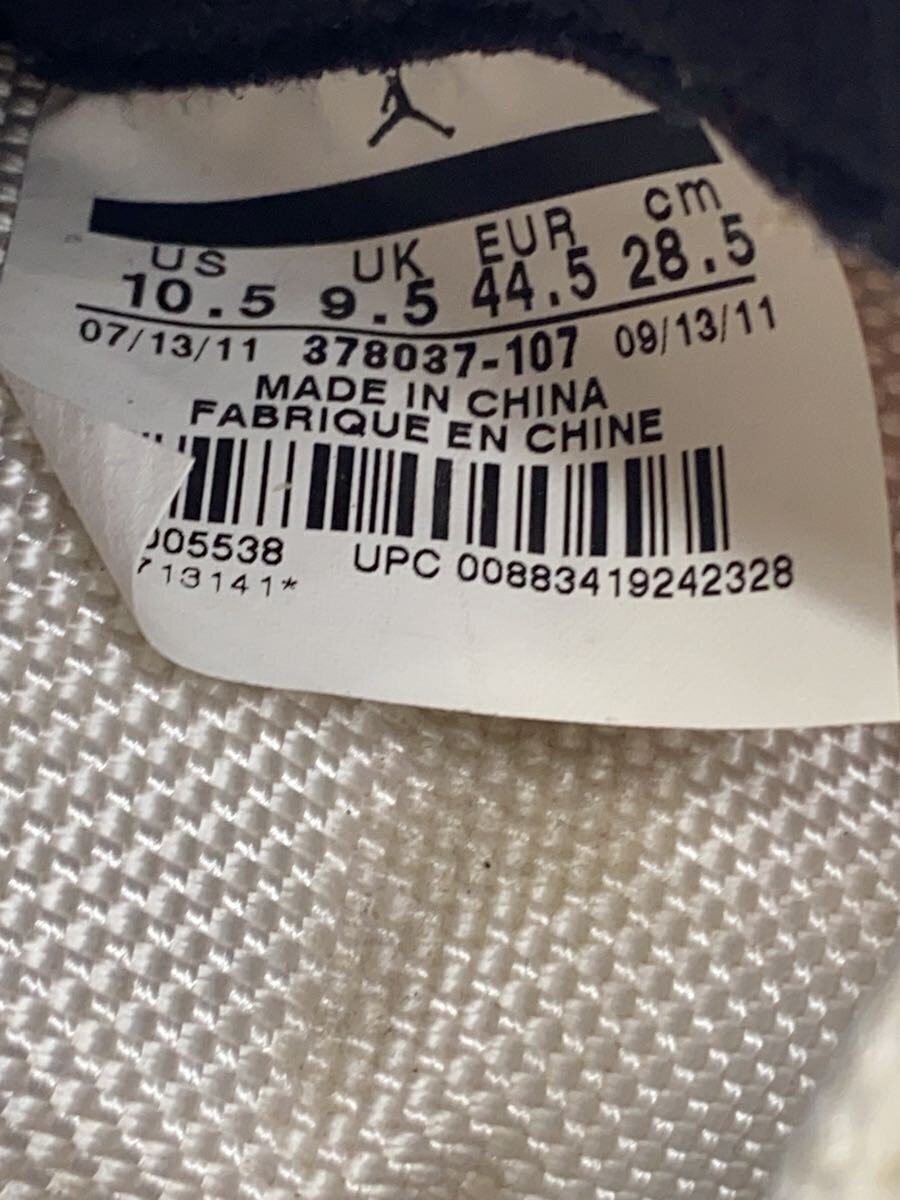 US UK EUR cm
10.5 9.5 44.5 28.5
07/13/11 378037-107 09/13/11
MADE IN CHINA
FABRIQUE EN CHINE
005538 UPC 00883419242328
713141*